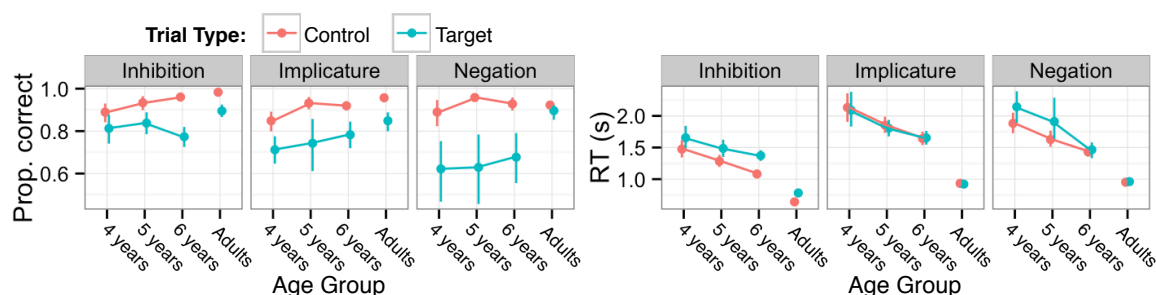 Trial Type: Control Target
Inhibition Implicature Negation
Prop. correct
1.0
0.8
0.6
4 years 5 years 6 years Adults 4 years 5 years 6 years Adults 4 years 5 years 6 years Adults
Age Group
Inhibition Implicature Negation
RT (s)
2.0
1.5
1.0
4 years 5 years 6 years Adults 4 years 5 years 6 years Adults 4 years 5 years 6 years Adults
Age Group